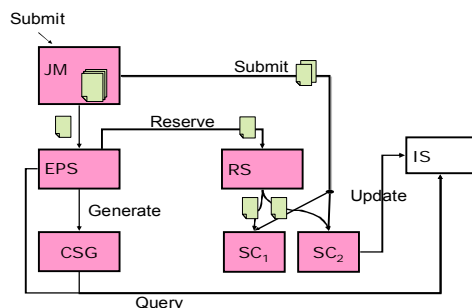 Submit
JM
Submit
Reserve
EPS
RS
IS
Generate
Update
CSG
SC₁
SC₂
Query